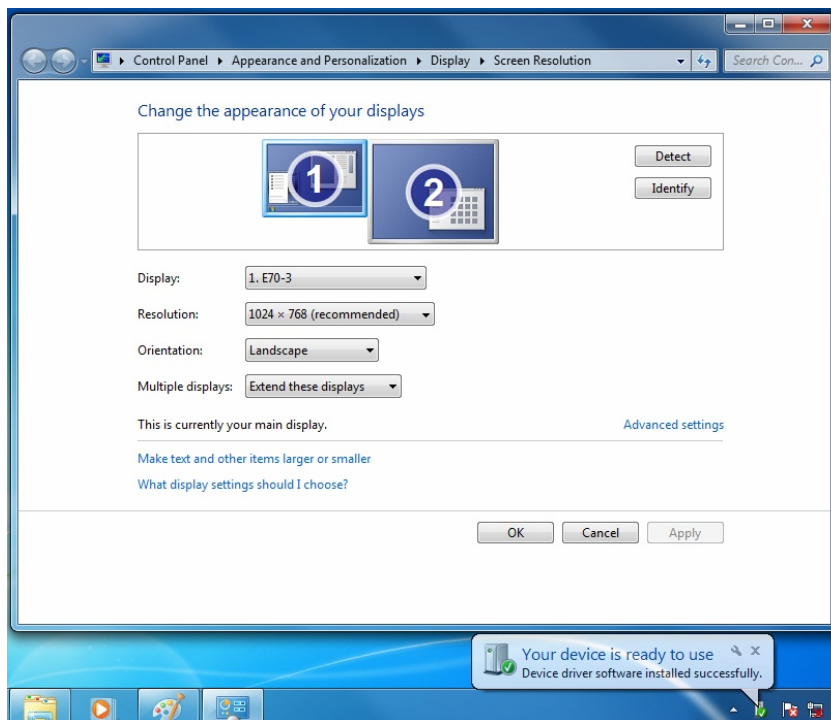 Control Panel ▸ Appearance and Personalization ▸ Display ▸ Screen Resolution
Search Con...
Change the appearance of your displays
1
2
Detect
Identify
Display: 1. E70-3
Resolution: 1024 × 768 (recommended)
Orientation: Landscape
Multiple displays: Extend these displays
This is currently your main display. Advanced settings
Make text and other items larger or smaller
What display settings should I choose?
OK Cancel Apply
Your device is ready to use
Device driver software installed successfully.